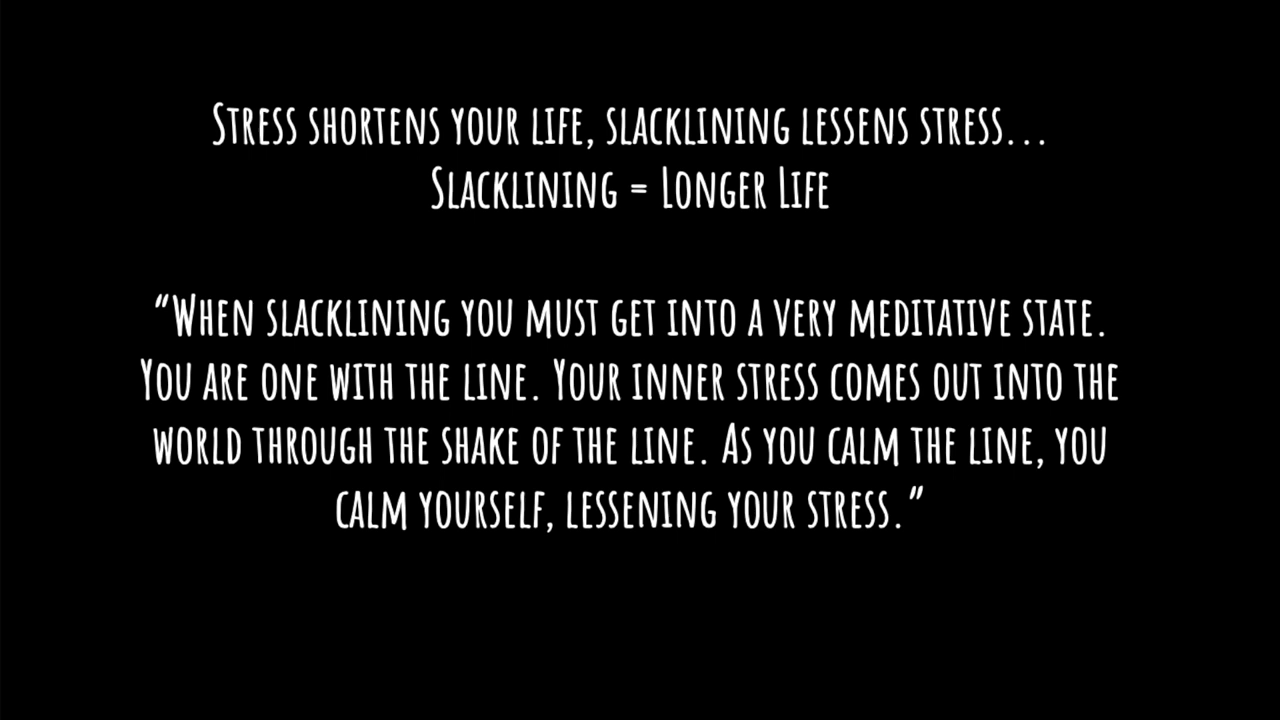 Stress shortens your life, slacklining lessens stress...
Slacklining = Longer Life
“When slacklining you must get into a very meditative state.
You are one with the line. Your inner stress comes out into the
world through the shake of the line. As you calm the line, you
calm yourself, lessening your stress.”